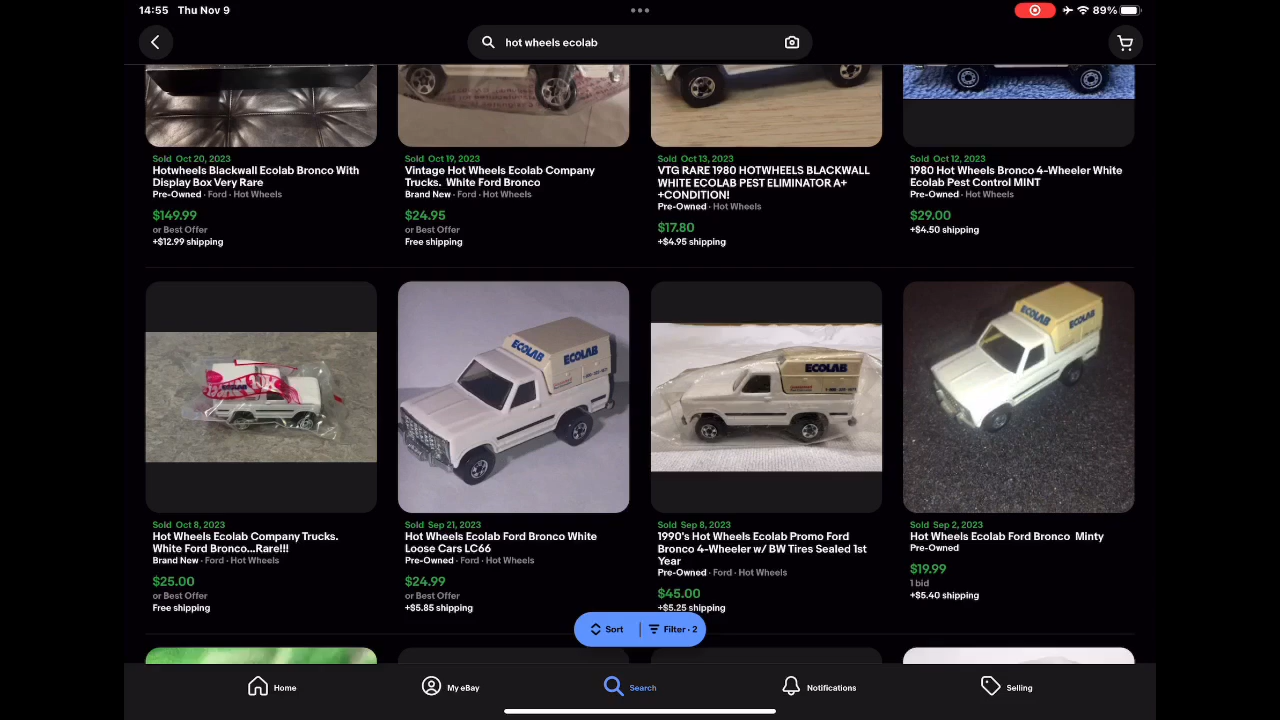 14:55 Thu Nov 9
89%
hot wheels ecolab
Sold Oct 20, 2023
Hotwheels Blackwall Ecolab Bronco With
Display Box Very Rare
Pre-Owned · Ford · Hot Wheels
$149.99
or Best Offer
+$12.99 shipping
Sold Oct 19, 2023
Vintage Hot Wheels Ecolab Company
Trucks. White Ford Bronco
Brand New · Ford · Hot Wheels
$24.95
or Best Offer
Free shipping
Sold Oct 13, 2023
VTG RARE 1980 HOTWHEELS BLACKWALL
WHITE ECOLAB PEST ELIMINATOR A+
+CONDITION!
Pre-Owned · Hot Wheels
$17.80
+$4.95 shipping
Sold Oct 12, 2023
1980 Hot Wheels Bronco 4-Wheeler White
Ecolab Pest Control MINT
Pre-Owned · Hot Wheels
$29.00
+$4.50 shipping
ECOLAB
ECOLAB
ECOLAB
ECOLAB
ECOLAB
Sold Oct 8, 2023
Hot Wheels Ecolab Company Trucks.
White Ford Bronco...Rare!!!
Brand New · Ford · Hot Wheels
$25.00
or Best Offer
Free shipping
Sold Sep 21, 2023
Hot Wheels Ecolab Ford Bronco White
Loose Cars LC66
Pre-Owned · Ford · Hot Wheels
$24.99
or Best Offer
+$5.85 shipping
Sold Sep 8, 2023
1990's Hot Wheels Ecolab Promo Ford
Bronco 4-Wheeler w/ BW Tires Sealed 1st
Year
Pre-Owned · Ford · Hot Wheels
$45.00
+$5.25 shipping
Sold Sep 2, 2023
Hot Wheels Ecolab Ford Bronco Minty
Pre-Owned
$19.99
1 bid
+$5.40 shipping
Sort
Filter · 2
Home
My eBay
Search
Notifications
Selling